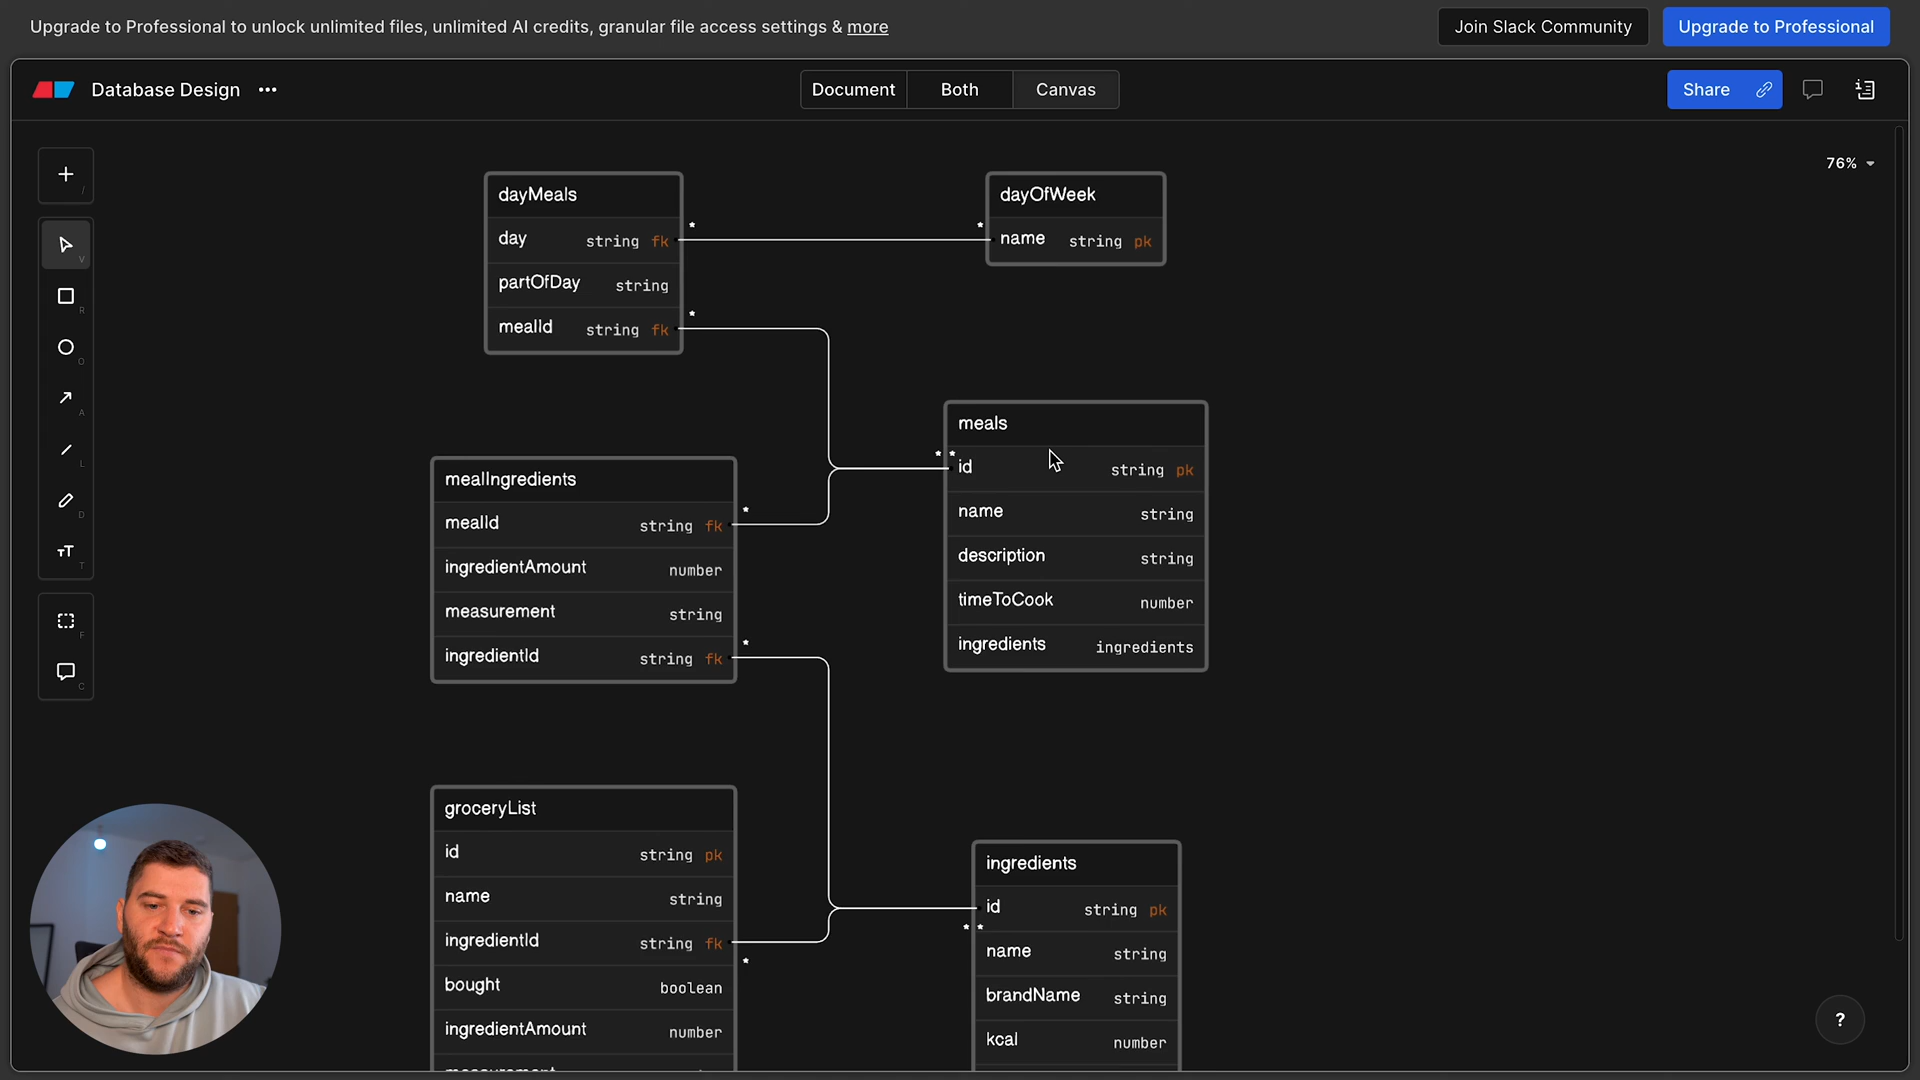 Upgrade to Professional to unlock unlimited files, unlimited AI credits, granular file access settings & more
Join Slack Community
Upgrade to Professional
Database Design
Document
Both
Canvas
Share
76%
/
V
R
O
A
L
D
T
F
C
dayMeals
day string fk
partOfDay string
mealId string fk
*
*
dayOfWeek
name string pk
*
meals
id string pk
name string
description string
timeToCook number
ingredients ingredients
* *
mealIngredients
mealId string fk
ingredientAmount number
measurement string
ingredientId string fk
*
*
groceryList
id string pk
name string
ingredientId string fk
bought boolean
ingredientAmount number
*
ingredients
id string pk
name string
brandName string
kcal number
* *
?